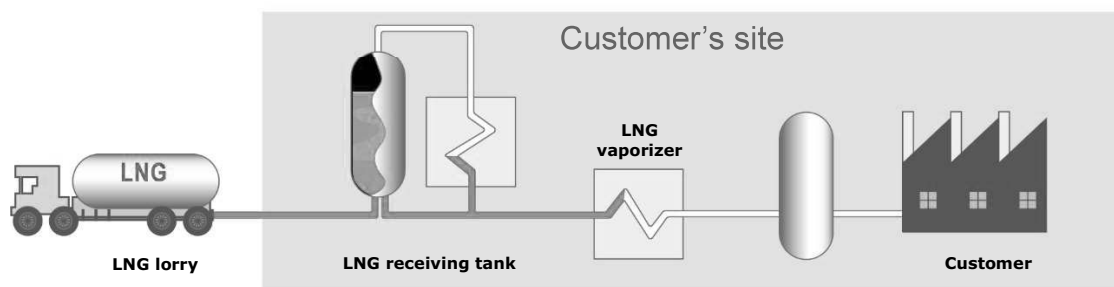 Customer's site
LNG
vaporizer
LNG
LNG lorry
LNG receiving tank
Customer